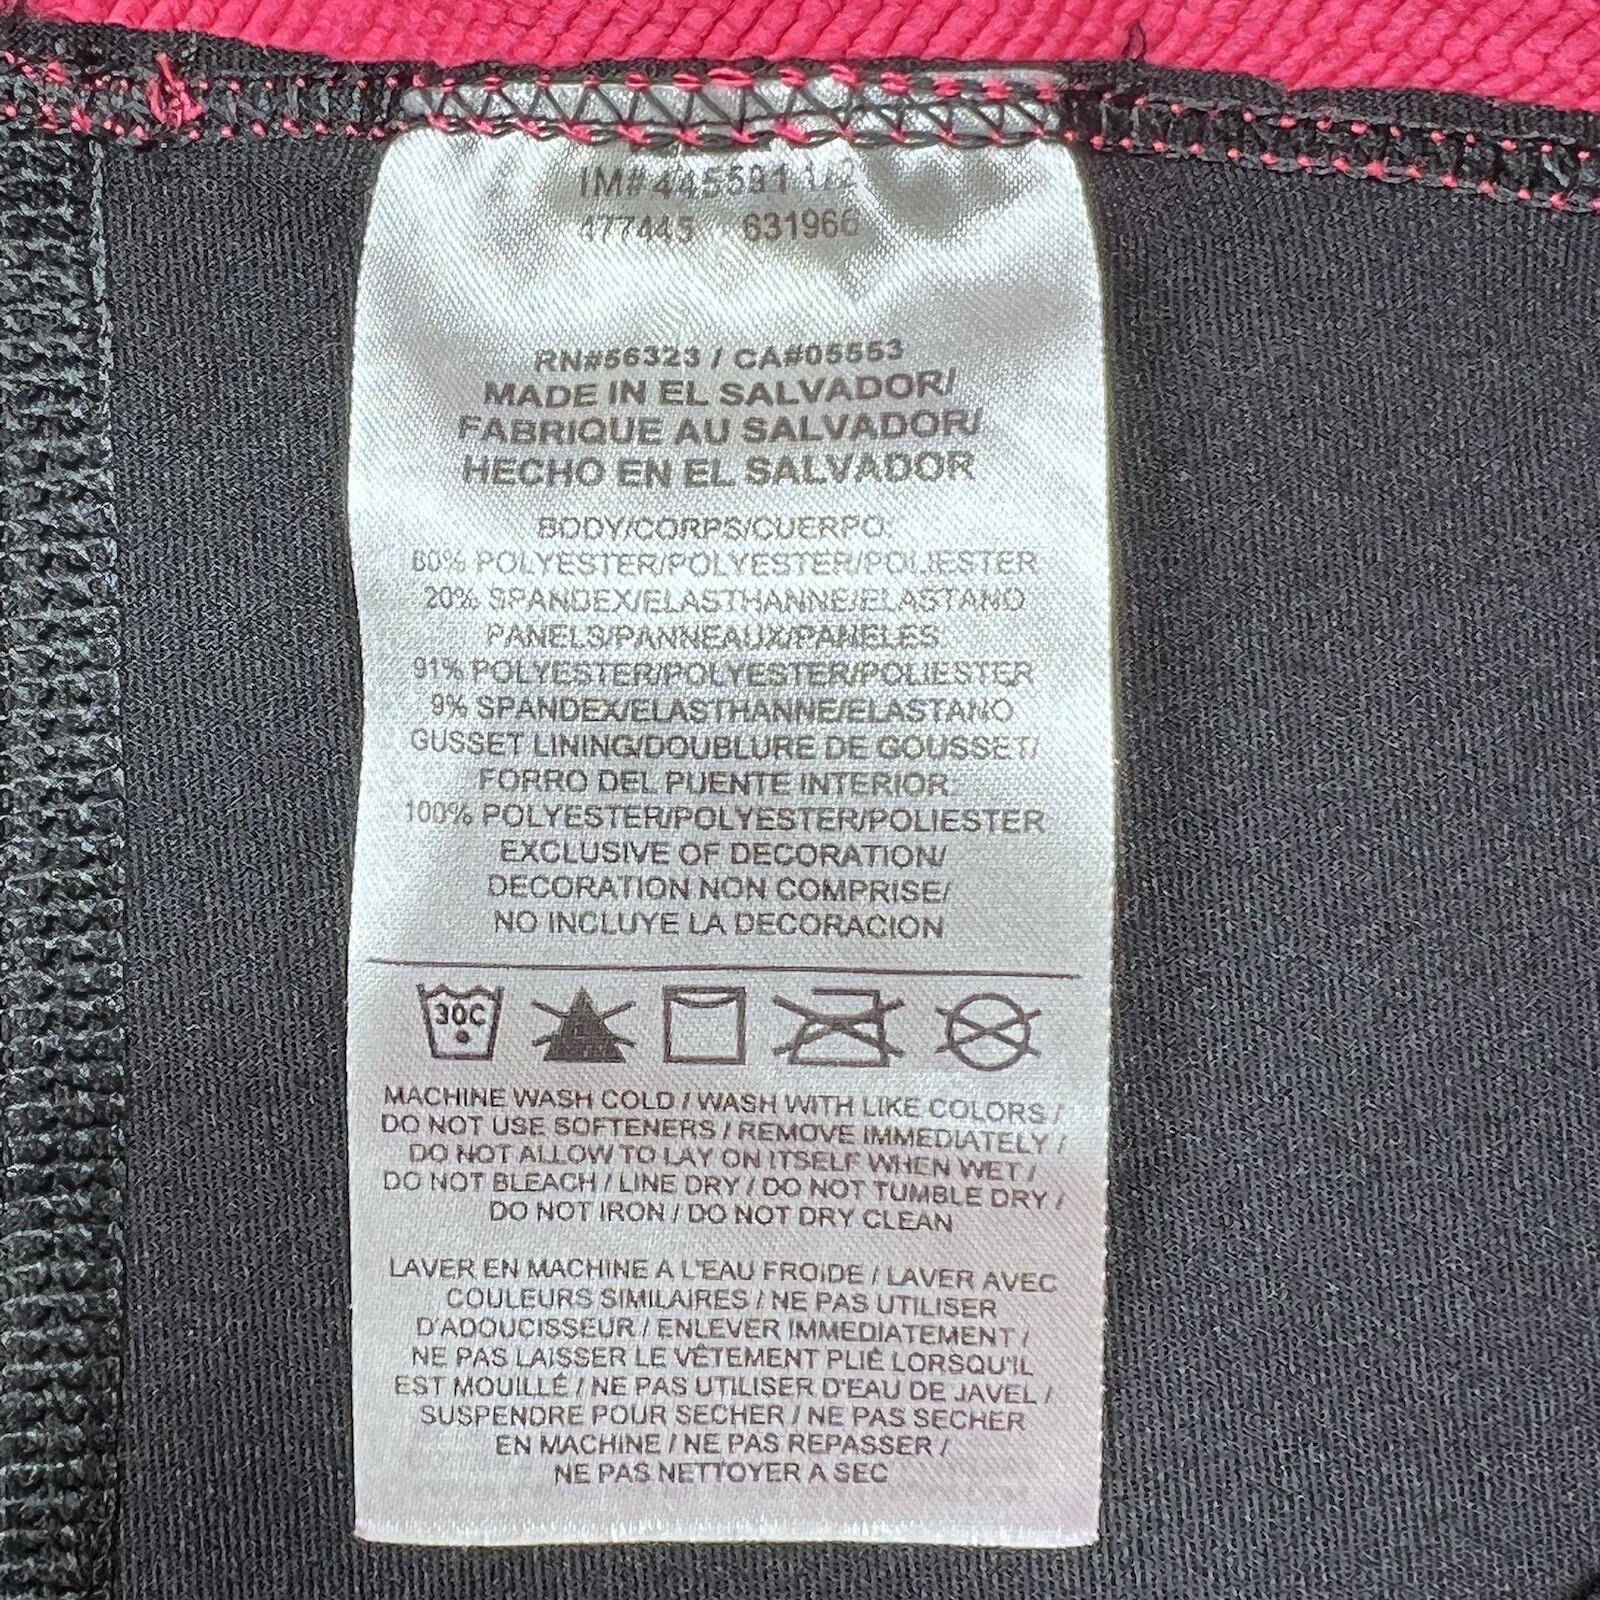 IM#445591 1/2
477445 631966
RN#56323 / CA#05553
MADE IN EL SALVADOR/
FABRIQUE AU SALVADOR/
HECHO EN EL SALVADOR
BODY/CORPS/CUERPO:
80% POLYESTER/POLYESTER/POLIESTER
20% SPANDEX/ELASTHANNE/ELASTANO
PANELS/PANNEAUX/PANELES
91% POLYESTER/POLYESTER/POLIESTER
9% SPANDEX/ELASTHANNE/ELASTANO
GUSSET LINING/DOUBLURE DE GOUSSET/
FORRO DEL PUENTE INTERIOR:
100% POLYESTER/POLYESTER/POLIESTER
EXCLUSIVE OF DECORATION/
DECORATION NON COMPRISE/
NO INCLUYE LA DECORACION
30C
MACHINE WASH COLD / WASH WITH LIKE COLORS /
DO NOT USE SOFTENERS / REMOVE IMMEDIATELY /
DO NOT ALLOW TO LAY ON ITSELF WHEN WET /
DO NOT BLEACH / LINE DRY / DO NOT TUMBLE DRY /
DO NOT IRON / DO NOT DRY CLEAN
LAVER EN MACHINE A L'EAU FROIDE / LAVER AVEC
COULEURS SIMILAIRES / NE PAS UTILISER
D'ADOUCISSEUR / ENLEVER IMMEDIATEMENT /
NE PAS LAISSER LE VÊTEMENT PLIÉ LORSQU'IL
EST MOUILLÉ / NE PAS UTILISER D'EAU DE JAVEL /
SUSPENDRE POUR SECHER / NE PAS SECHER
EN MACHINE / NE PAS REPASSER /
NE PAS NETTOYER A SEC